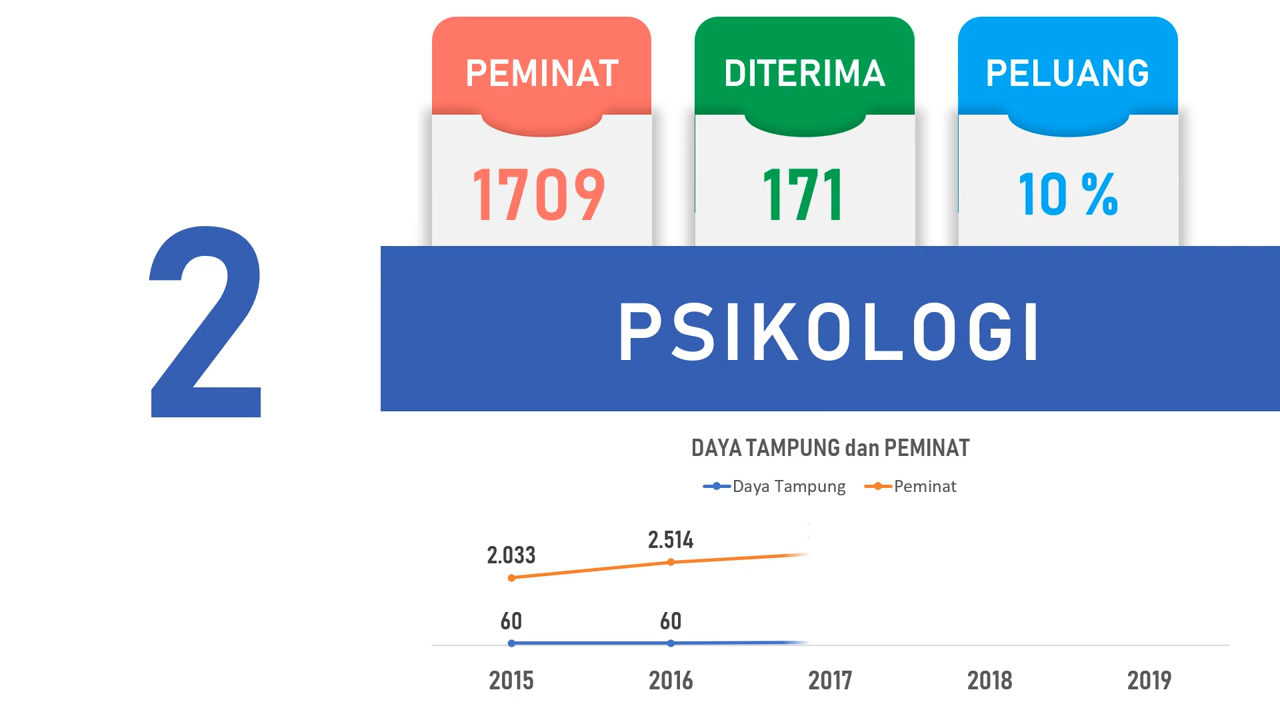 PEMINAT DITERIMA PELUANG
1709 171 10 %
2
PSIKOLOGI
DAYA TAMPUNG dan PEMINAT
Daya Tampung Peminat
2.033 2.514
60 60
2015 2016 2017 2018 2019